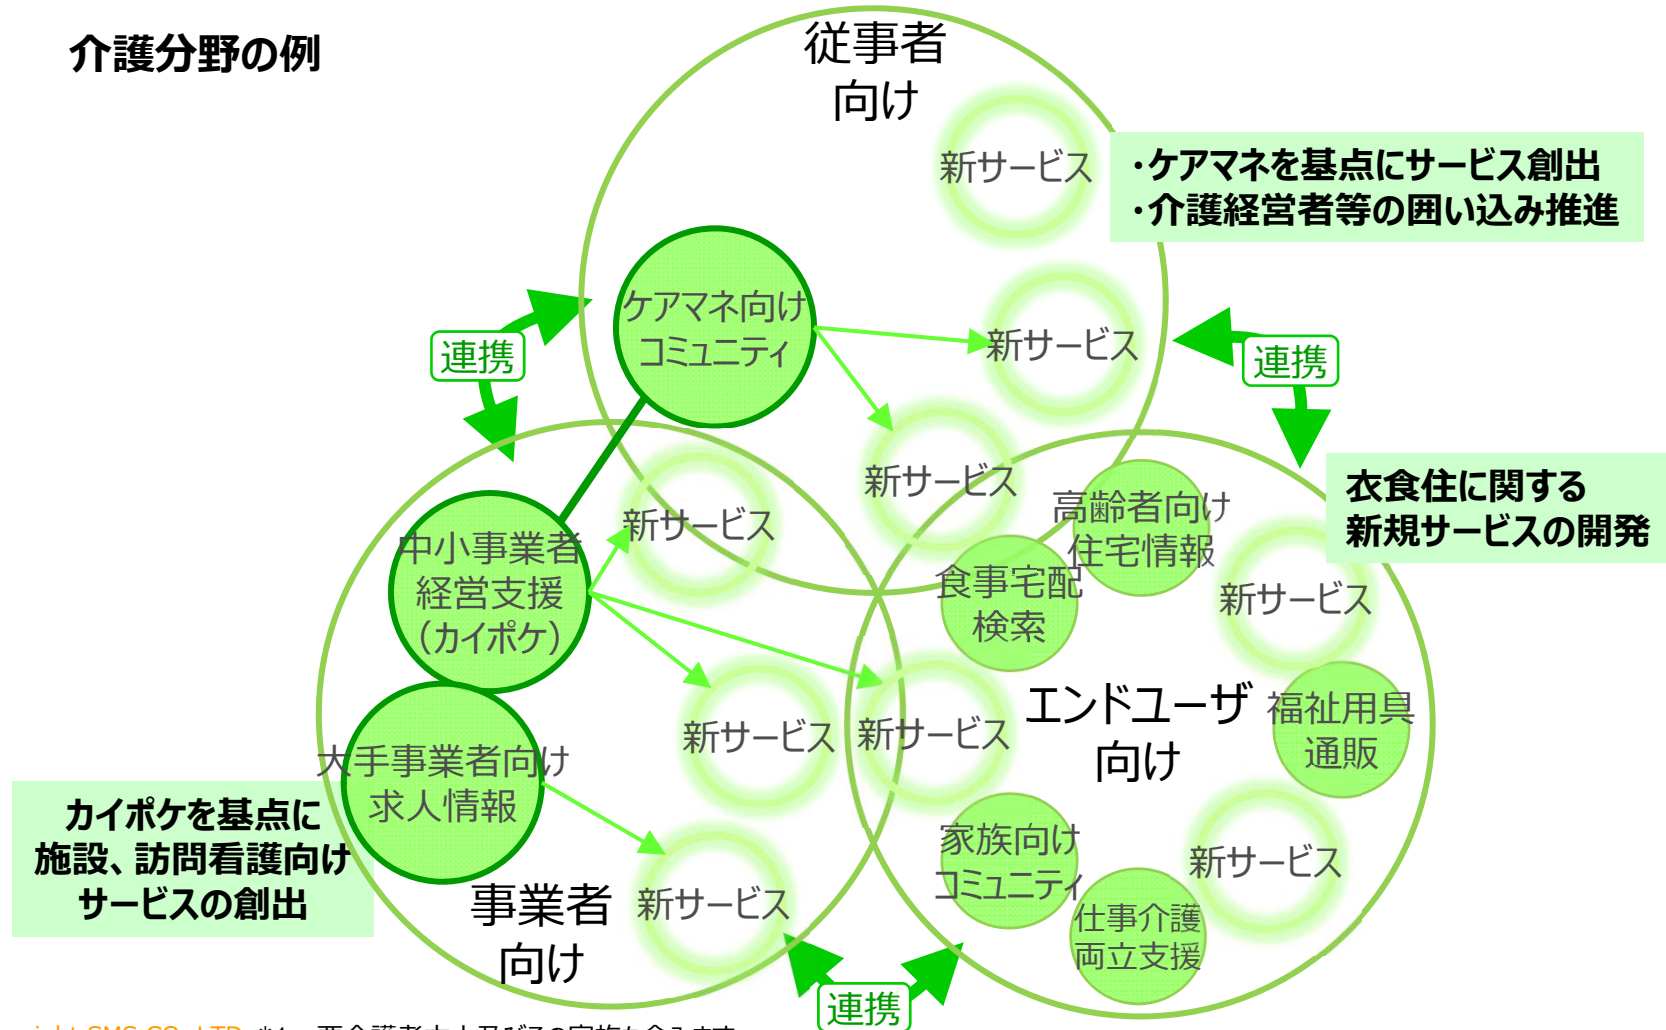 介護分野の例
従事者
向け
新サービス
・ケアマネを基点にサービス創出
・介護経営者等の囲い込み推進
ケアマネ向け
コミュニティ
新サービス
連携
連携
新サービス
衣食住に関する
新規サービスの開発
高齢者向け
住宅情報
新サービス
中小事業者
経営支援
（カイポケ）
食事宅配
検索
新サービス
エンドユーザ
向け
福祉用具
通販
新サービス
新サービス
大手事業者向け
求人情報
カイポケを基点に
施設、訪問看護向け
サービスの創出
家族向け
コミュニティ
新サービス
事業者
向け
新サービス
仕事介護
両立支援
連携